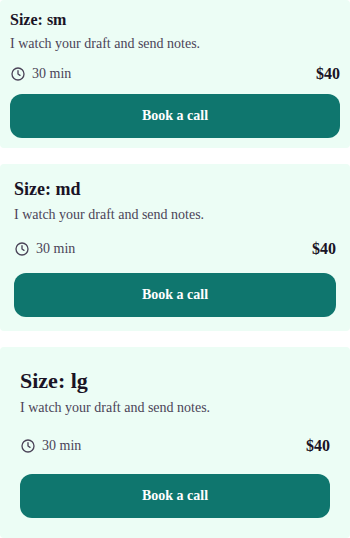 Size: sm
I watch your draft and send notes.
30 min $40
Book a call
Size: md
I watch your draft and send notes.
30 min $40
Book a call
Size: lg
I watch your draft and send notes.
30 min $40
Book a call